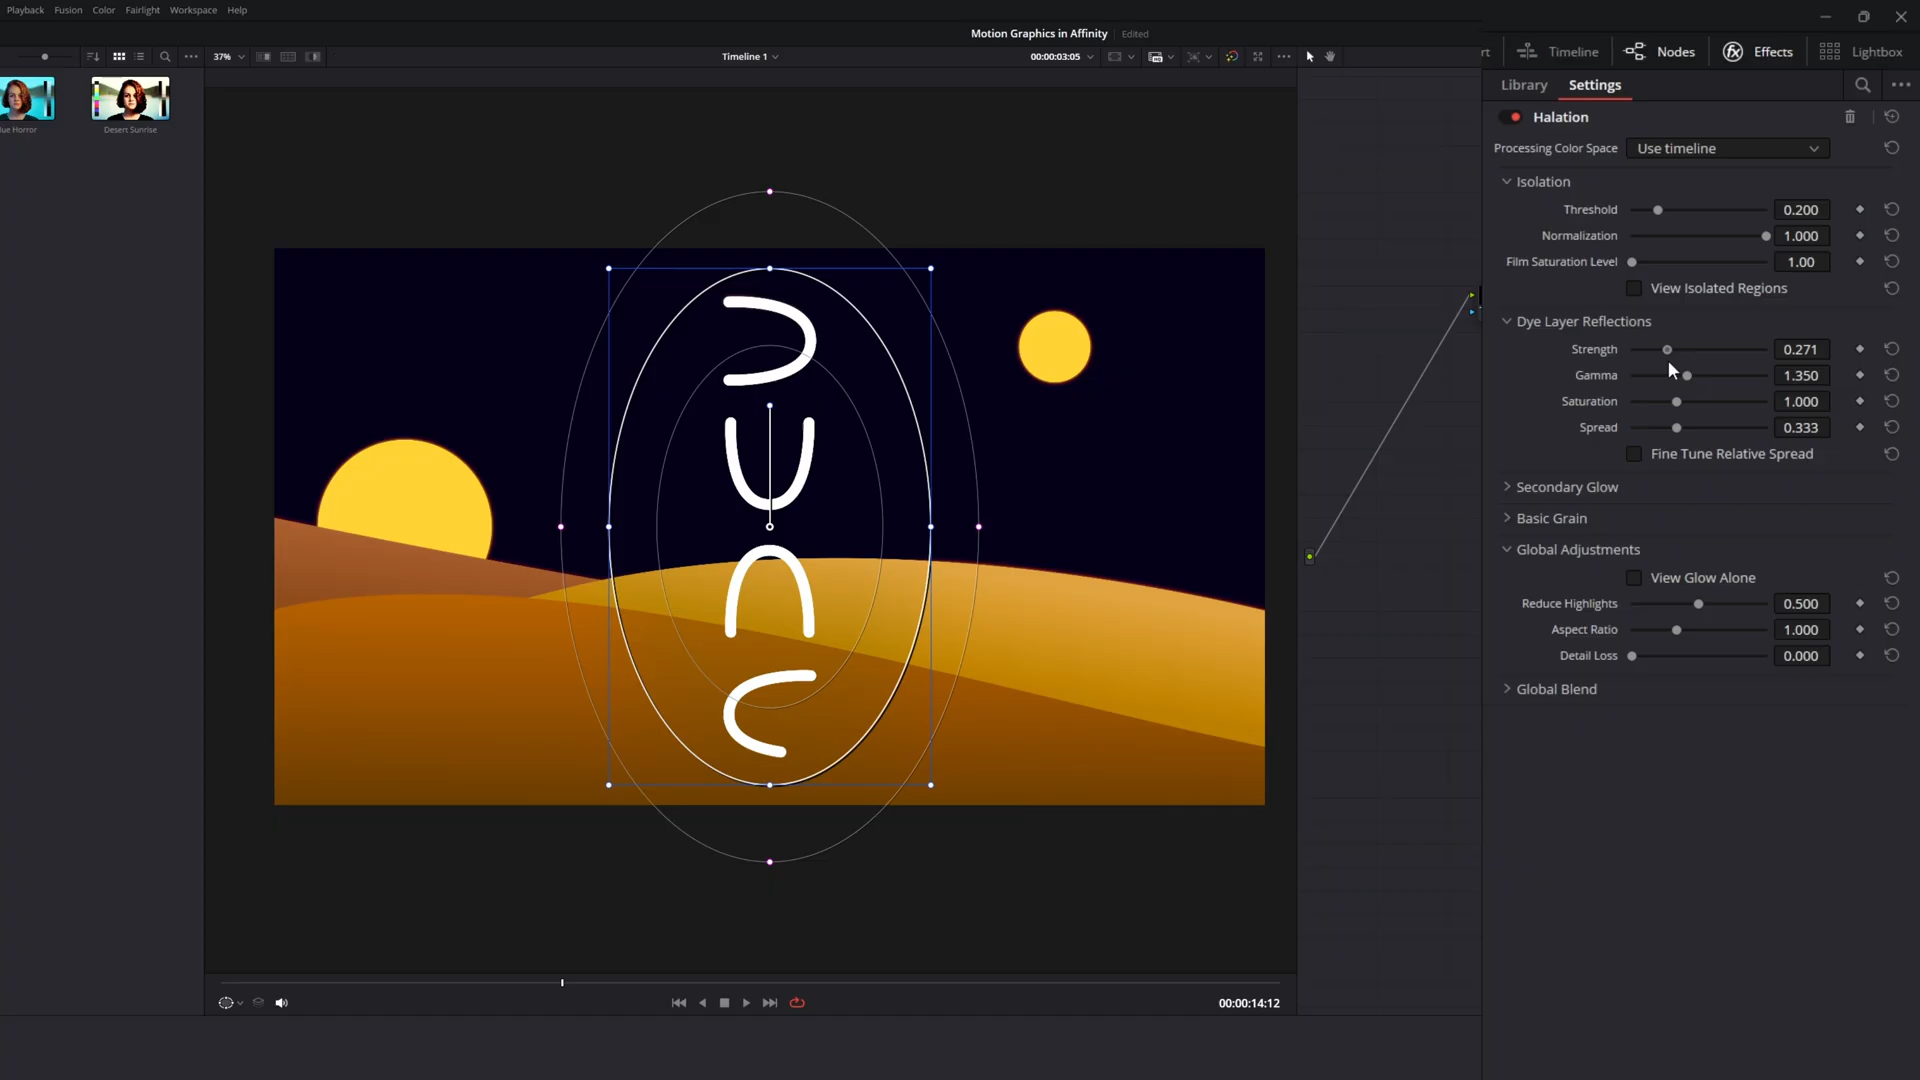 Playback Fusion Color Fairlight Workspace Help
Motion Graphics in Affinity Edited
37% Timeline 1 00:00:03:05
Timeline Nodes Effects Lightbox
Library Settings
Desert Sunrise
Halation
Processing Color Space Use timeline
Isolation
Threshold 0.200
Normalization 1.000
Film Saturation Level 1.00
View Isolated Regions
Dye Layer Reflections
Strength 0.271
Gamma 1.350
Saturation 1.000
Spread 0.333
Fine Tune Relative Spread
Secondary Glow
Basic Grain
Global Adjustments
View Glow Alone
Reduce Highlights 0.500
Aspect Ratio 1.000
Detail Loss 0.000
Global Blend
00:00:14:12